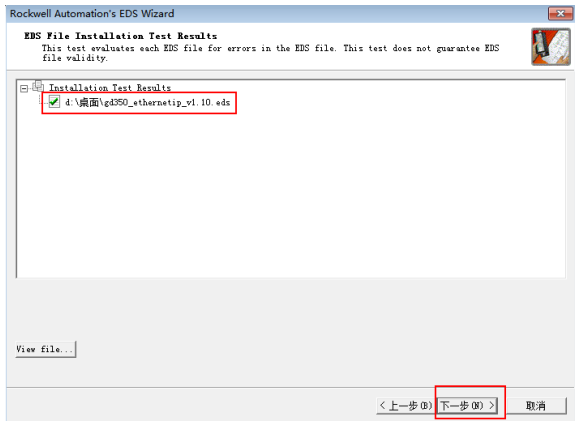 Rockwell Automation's EDS Wizard
EDS File Installation Test Results
This test evaluates each EDS file for errors in the EDS file. This test does not guarantee EDS
file validity.
Installation Test Results
d:\桌面\gd350_ethernetip_v1.10.eds
View file...
< 上一步(B)
下一步(N) >
取消